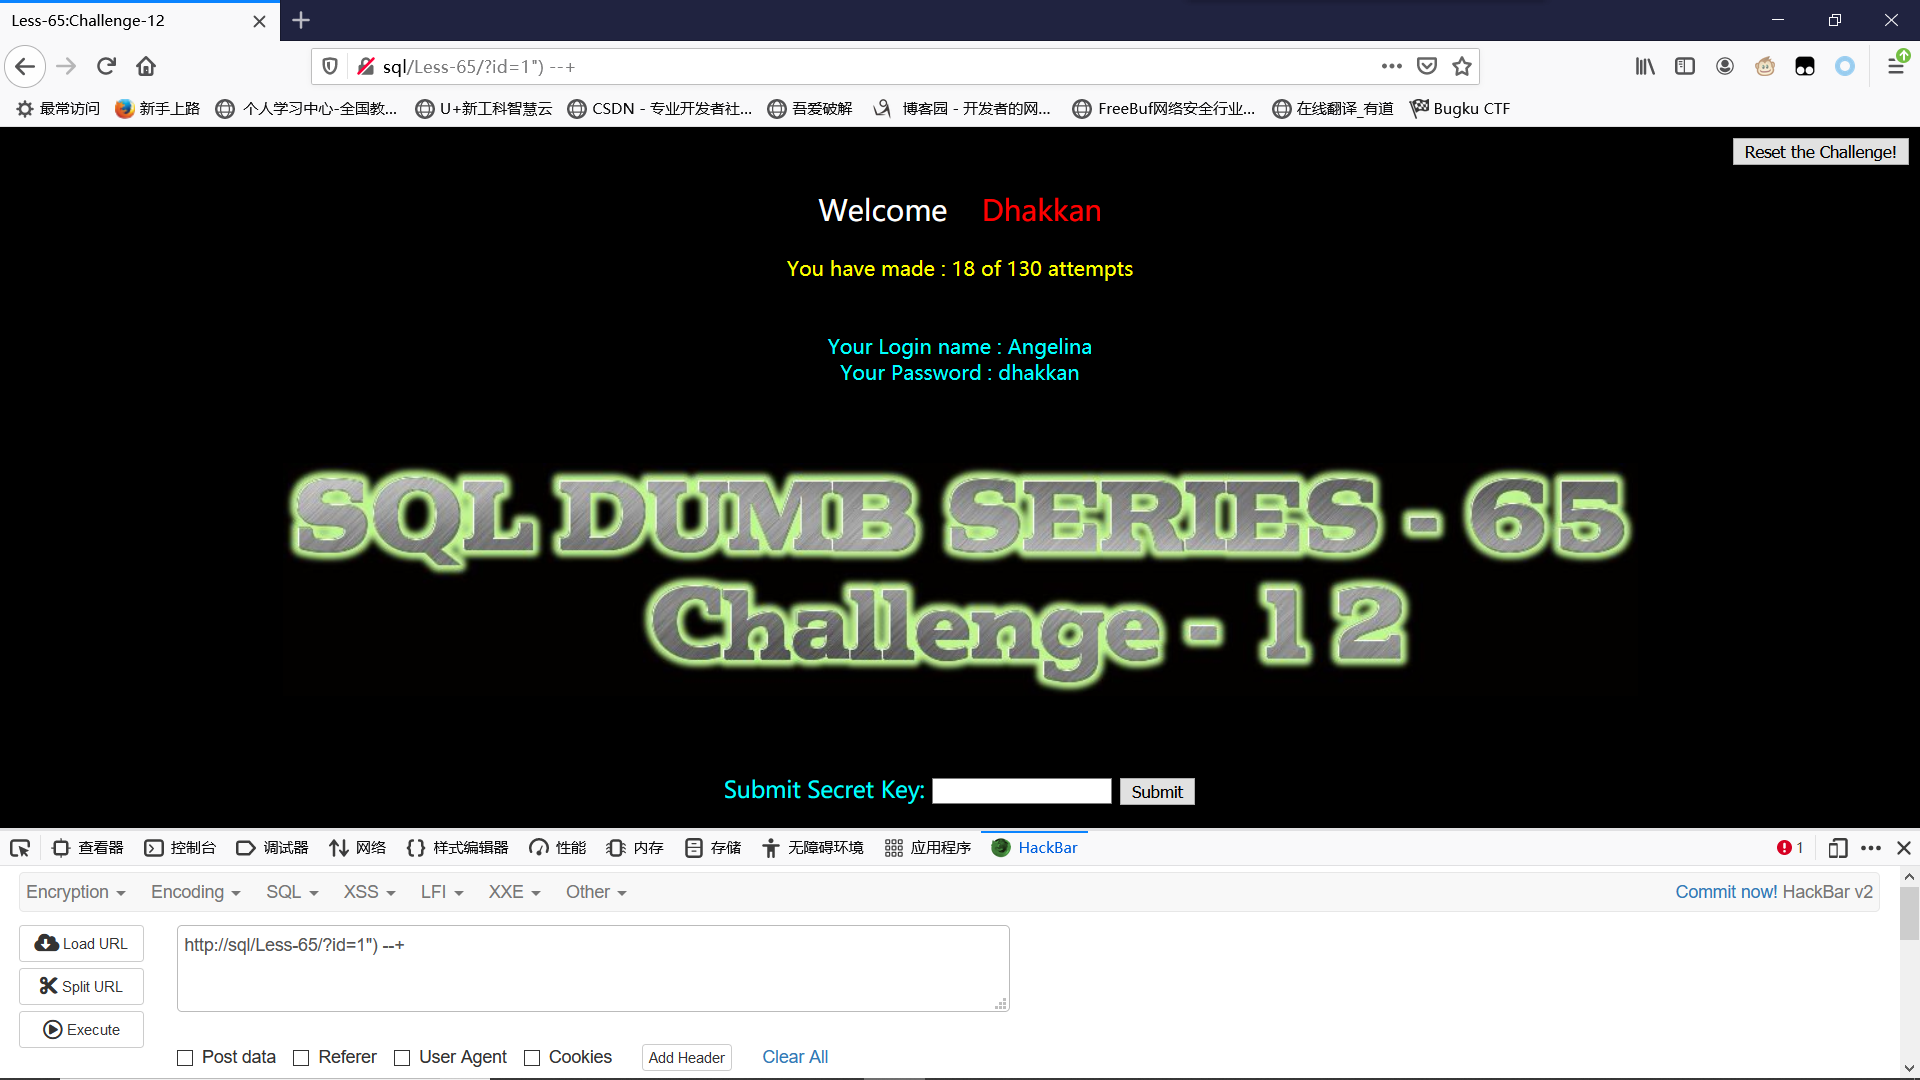 Less-65:Challenge-12
sql/Less-65/?id=1") --+
最常访问 新手上路 个人学习中心-全国教... U+新工科智慧云 CSDN - 专业开发者社... 吾爱破解 博客园 - 开发者的网... FreeBuf网络安全行业... 在线翻译_有道 Bugku CTF
Reset the Challenge!
Welcome Dhakkan
You have made : 18 of 130 attempts
Your Login name : Angelina
Your Password : dhakkan
SQL DUMB SERIES - 65
Challenge - 12
Submit Secret Key: Submit
查看器 控制台 调试器 网络 样式编辑器 性能 内存 存储 无障碍环境 应用程序 HackBar 1
Encryption Encoding SQL XSS LFI XXE Other Commit now! HackBar v2
Load URL http://sql/Less-65/?id=1") --+
Split URL
Execute
Post data Referer User Agent Cookies Add Header Clear All